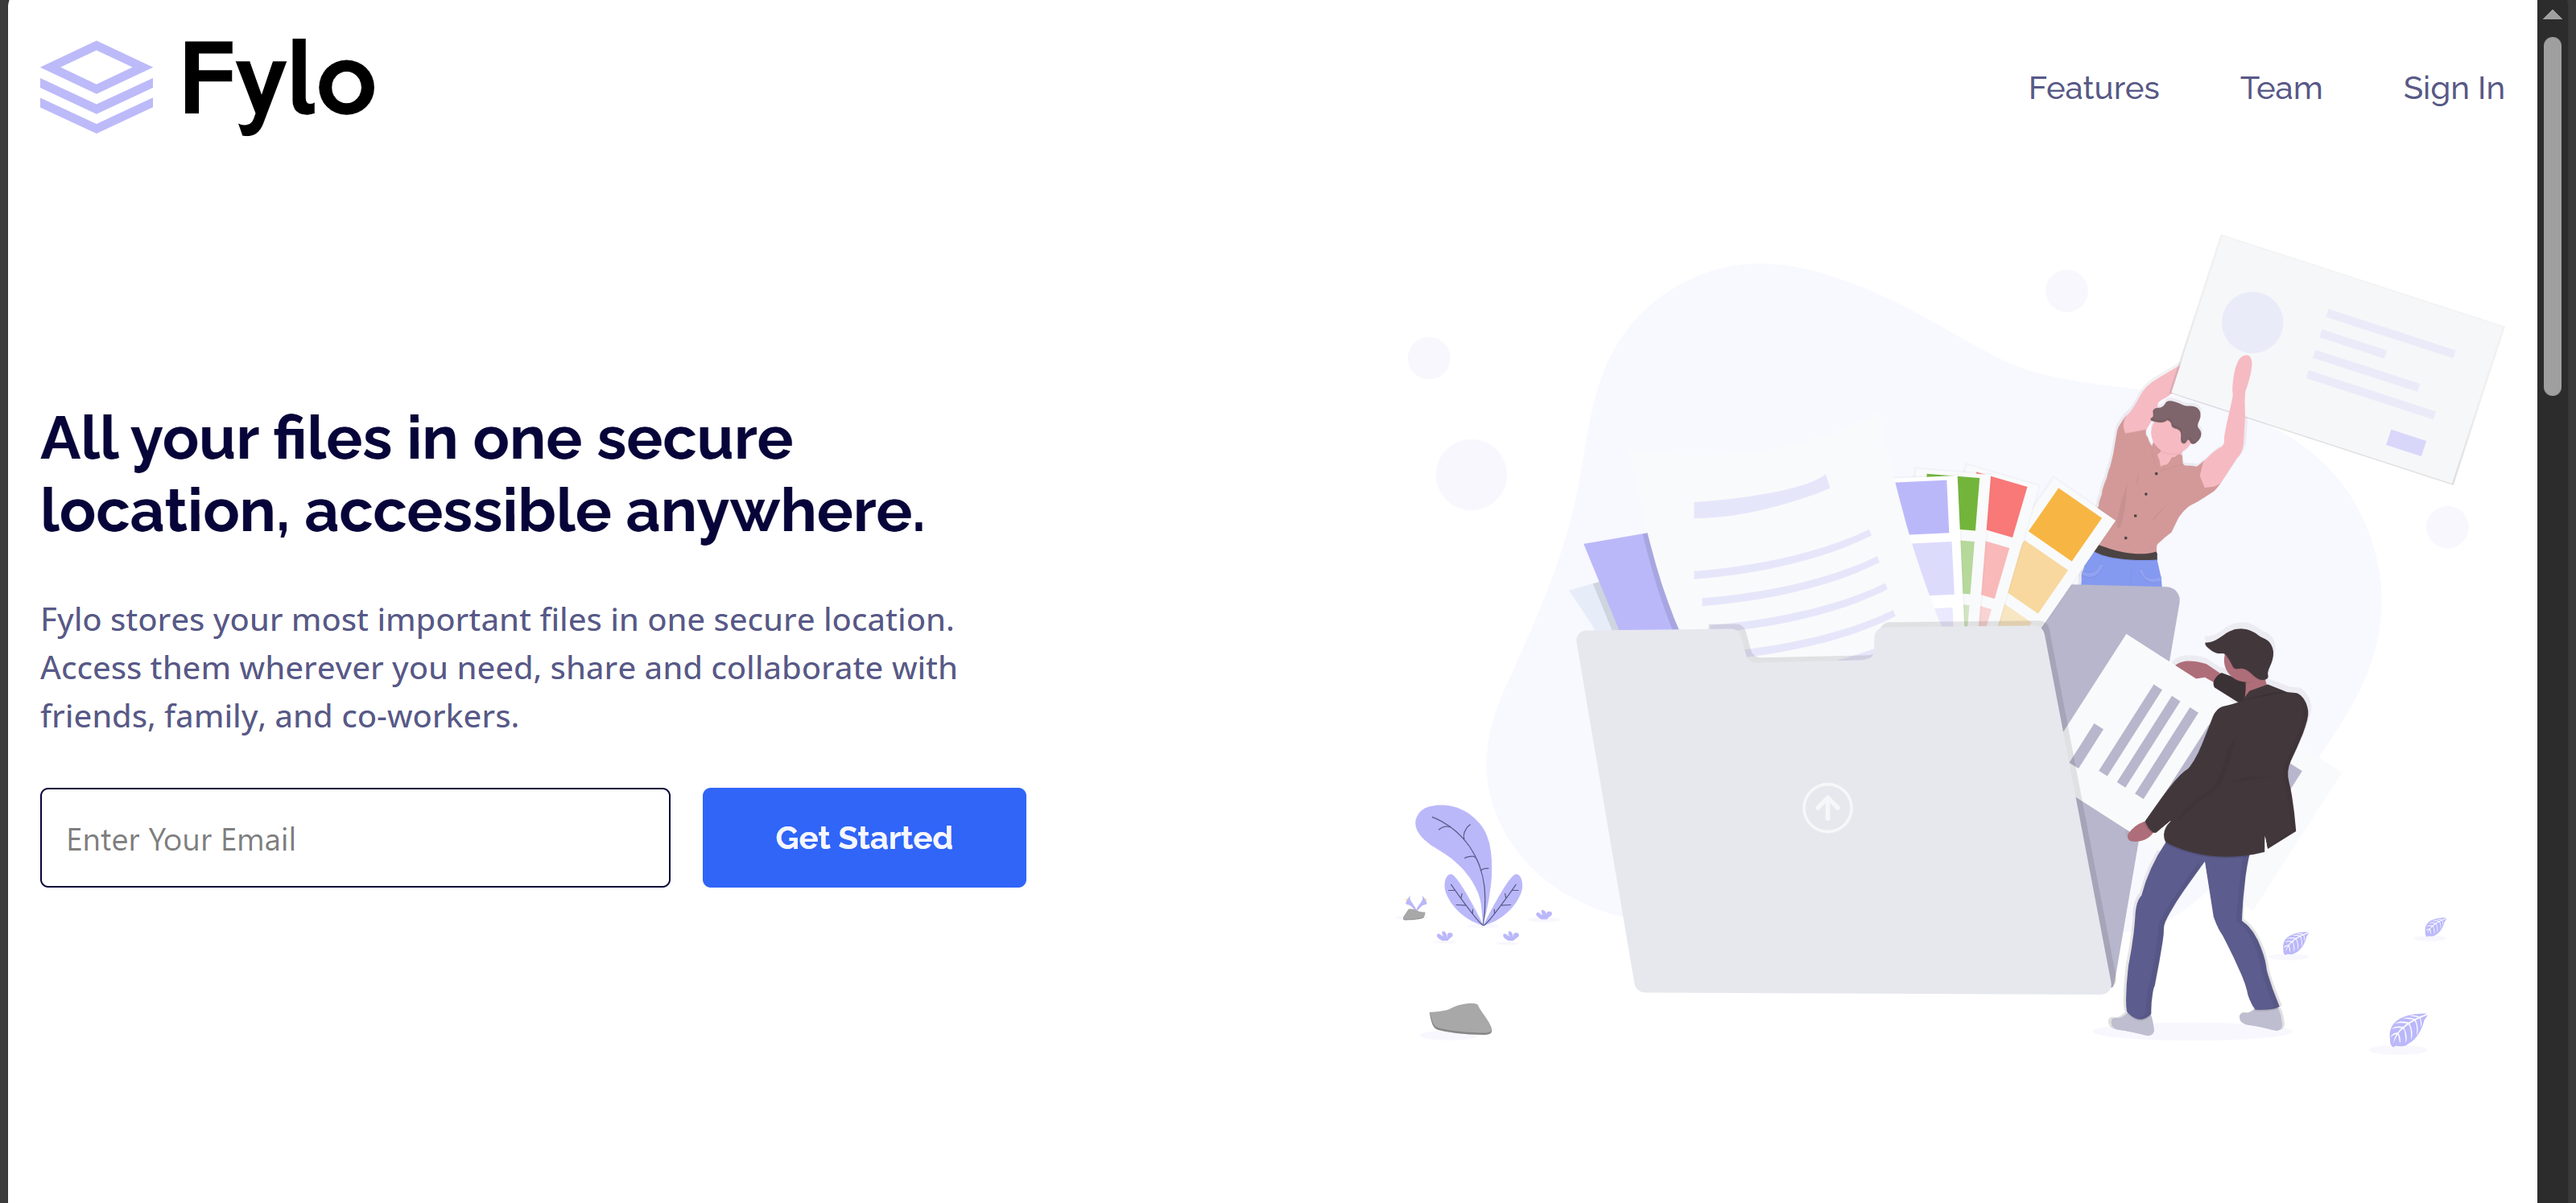 Fylo
Features
Team
Sign In
All your files in one secure
location, accessible anywhere.
Fylo stores your most important files in one secure location.
Access them wherever you need, share and collaborate with
friends, family, and co-workers.
Enter Your Email
Get Started